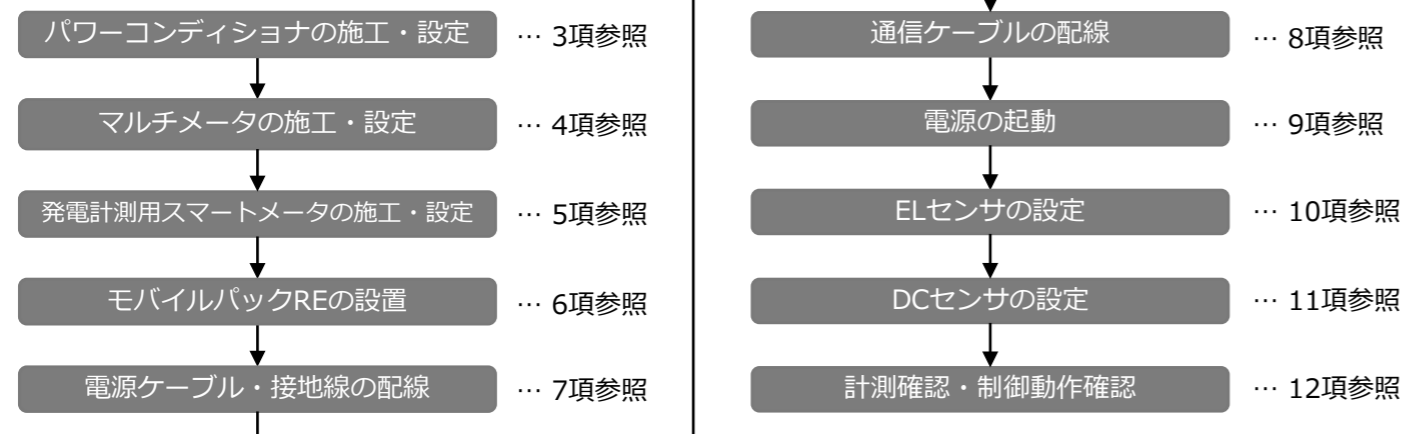 パワーコンディショナの施工・設定 … 3項参照
マルチメータの施工・設定 … 4項参照
発電計測用スマートメータの施工・設定 … 5項参照
モバイルパックREの設置 … 6項参照
電源ケーブル・接地線の配線 … 7項参照
通信ケーブルの配線 … 8項参照
電源の起動 … 9項参照
ELセンサの設定 … 10項参照
DCセンサの設定 … 11項参照
計測確認・制御動作確認 … 12項参照